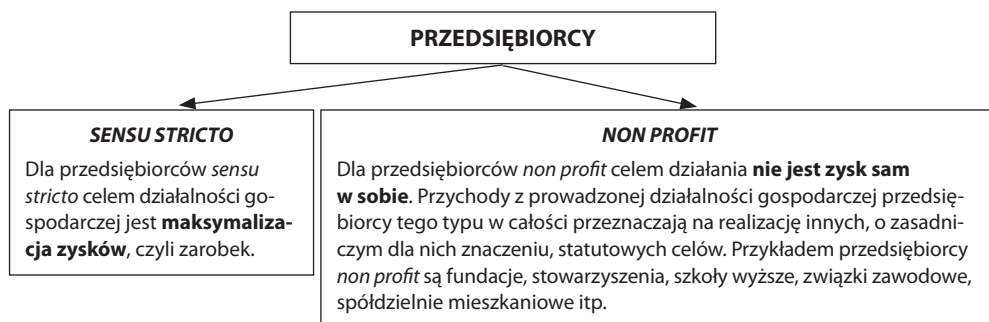 PRZEDSIĘBIORCY
SENSU STRICTO
Dla przedsiębiorców sensu
stricto celem działalności go-
spodarczej jest maksymaliza-
cja zysków, czyli zarobek.
NON PROFIT
Dla przedsiębiorców non profit celem działania nie jest zysk sam
w sobie. Przychody z prowadzonej działalności gospodarczej przedsię-
biorcy tego typu w całości przeznaczają na realizację innych, o zasadni-
czym dla nich znaczeniu, statutowych celów. Przykładem przedsiębiorcy
non profit są fundacje, stowarzyszenia, szkoły wyższe, związki zawodowe,
spółdzielnie mieszkaniowe itp.